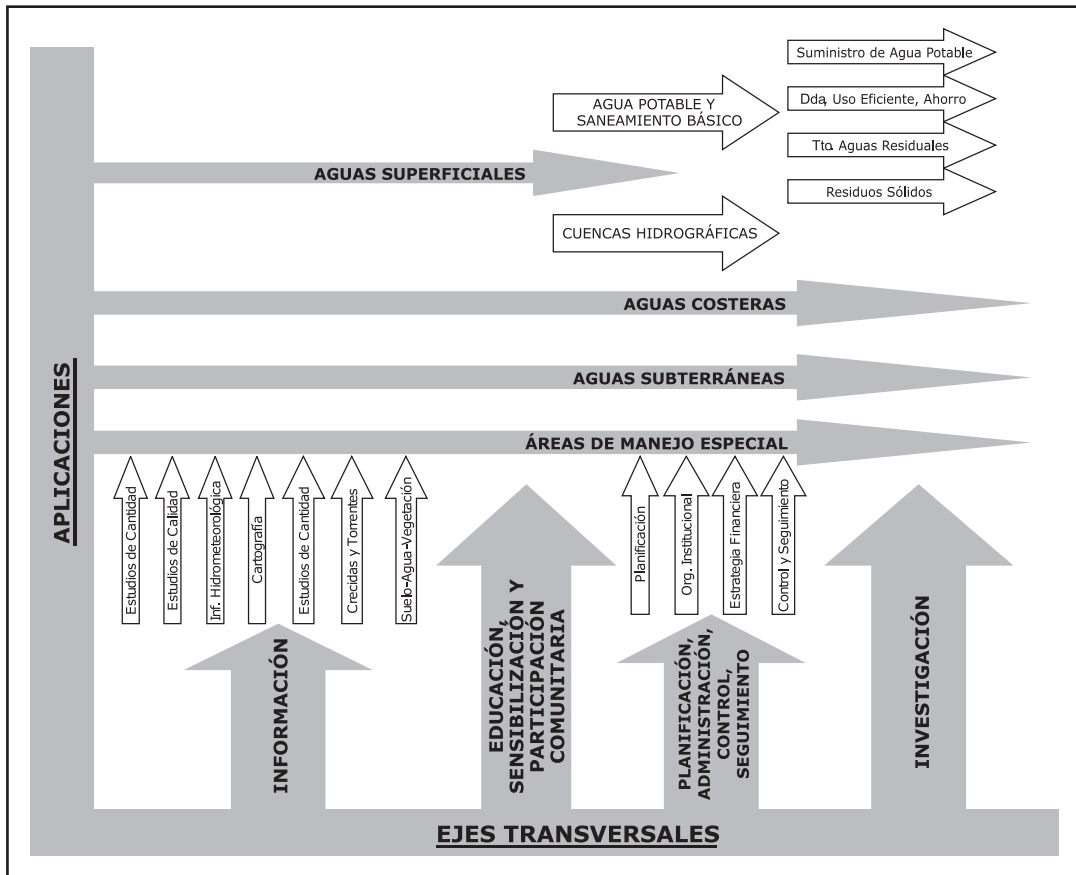 Suministro de Agua Potable
AGUA POTABLE Y
SANEAMIENTO BÁSICO
Dda, Uso Eficiente, Ahorro
Tto. Aguas Residuales
AGUAS SUPERFICIALES
Residuos Sólidos
CUENCAS HIDROGRÁFICAS
AGUAS COSTERAS
AGUAS SUBTERRÁNEAS
ÁREAS DE MANEJO ESPECIAL
APLICACIONES
Estudios de Cantidad
Estudios de Calidad
Inf. Hidrometeorológica
Cartografía
Estudios de Cantidad
Crecidas y Torrentes
Suelo-Agua-Vegetación
Planificación
Org. Institucional
Estrategia Financiera
Control y Seguimiento
INFORMACIÓN
EDUCACIÓN,
SENSIBILIZACIÓN Y
PARTICIPACIÓN
COMUNITARIA
PLANIFICACIÓN,
ADMINISTRACIÓN,
CONTROL,
SEGUIMIENTO
INVESTIGACIÓN
EJES TRANSVERSALES